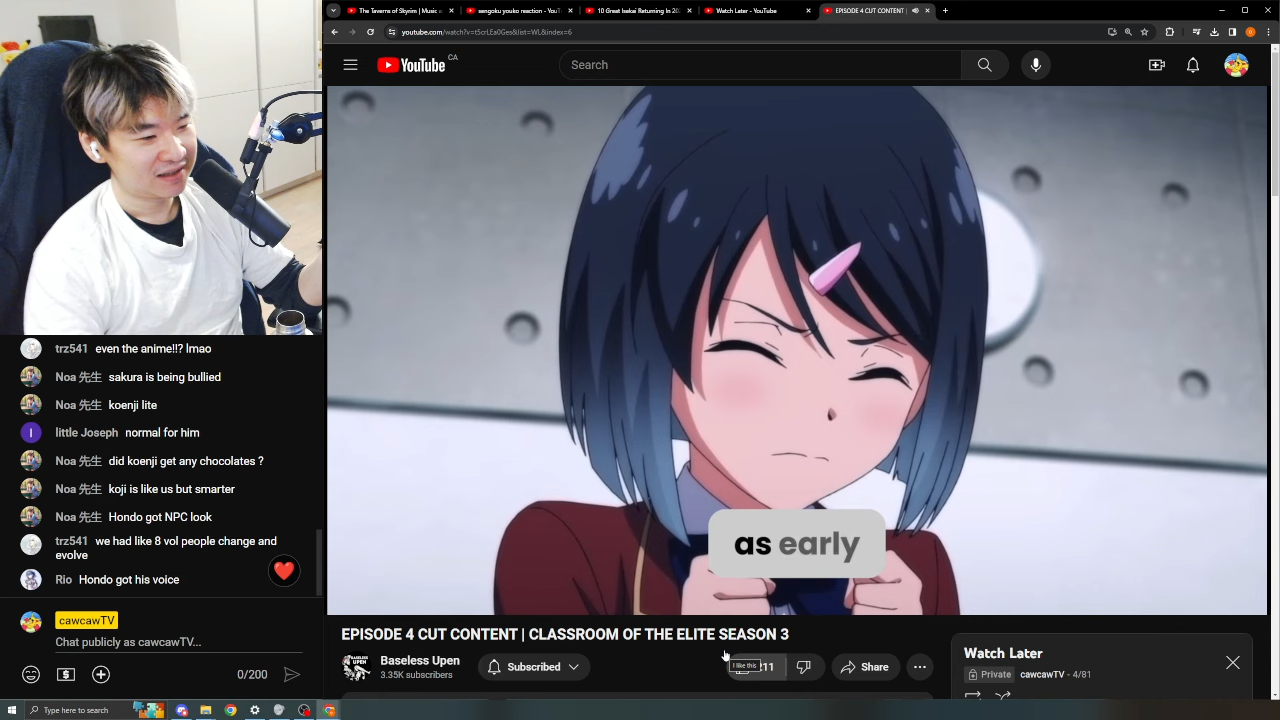 The Taverns of Skyrim | Music &
sengoku youko reaction - YouT
10 Great Isekai Returning In 202
Watch Later - YouTube
EPISODE 4 CUT CONTENT |
youtube.com/watch?v=t5crLEa0Ges&list=WL&index=6
YouTube CA
Search
as early
trz541 even the anime!!? lmao
Noa 先生 sakura is being bullied
Noa 先生 koenji lite
little Joseph normal for him
Noa 先生 did koenji get any chocolates ?
Noa 先生 koji is like us but smarter
Noa 先生 Hondo got NPC look
trz541 we had like 8 vol people change and
evolve
Rio Hondo got his voice
cawcawTV
Chat publicly as cawcawTV...
0/200
EPISODE 4 CUT CONTENT | CLASSROOM OF THE ELITE SEASON 3
Baseless Upen
3.35K subscribers
Subscribed
I like this
11
Share
Watch Later
Private cawcawTV - 4/81
Type here to search